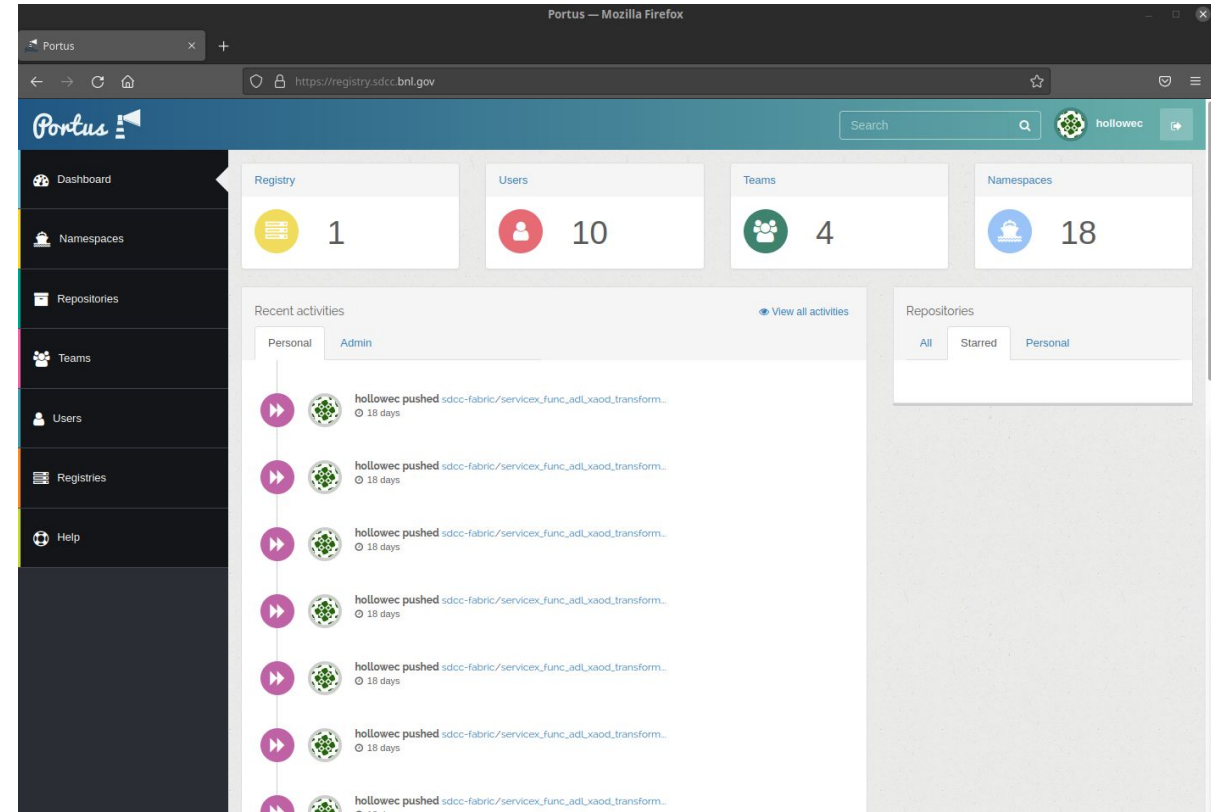 Portus — Mozilla Firefox
Portus
https://registry.sdcc.bnl.gov
Portus
Search
hollowec
Dashboard
Namespaces
Repositories
Teams
Users
Registries
Help
Registry
1
Users
10
Teams
4
Namespaces
18
Recent activities
View all activities
Personal Admin
hollowec pushed sdcc-fabric/servicex_func_adl_xaod_transform...
18 days
hollowec pushed sdcc-fabric/servicex_func_adl_xaod_transform...
18 days
hollowec pushed sdcc-fabric/servicex_func_adl_xaod_transform...
18 days
hollowec pushed sdcc-fabric/servicex_func_adl_xaod_transform...
18 days
hollowec pushed sdcc-fabric/servicex_func_adl_xaod_transform...
18 days
hollowec pushed sdcc-fabric/servicex_func_adl_xaod_transform...
18 days
hollowec pushed sdcc-fabric/servicex_func_adl_xaod_transform...
Repositories
All Starred Personal